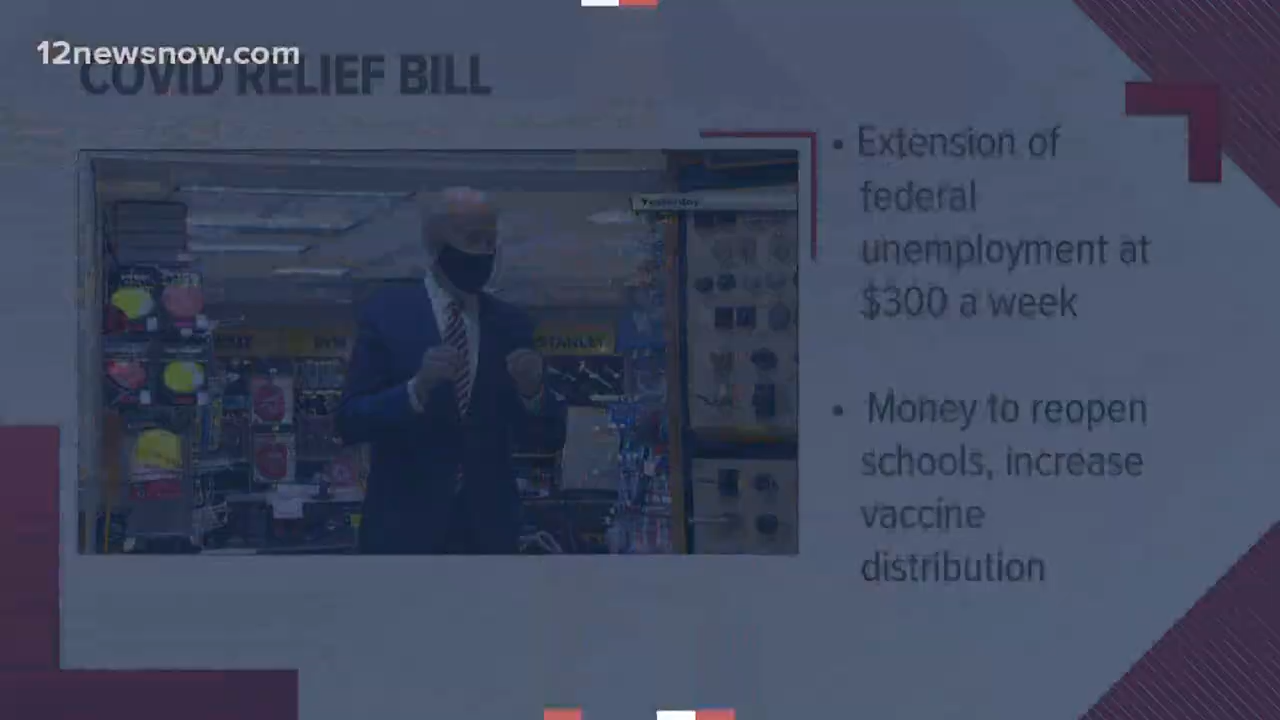 12newsnow.com
COVID RELIEF BILL
Yesterday
• Extension of
federal
unemployment at
$300 a week
STANLEY
• Money to reopen
schools, increase
vaccine
distribution